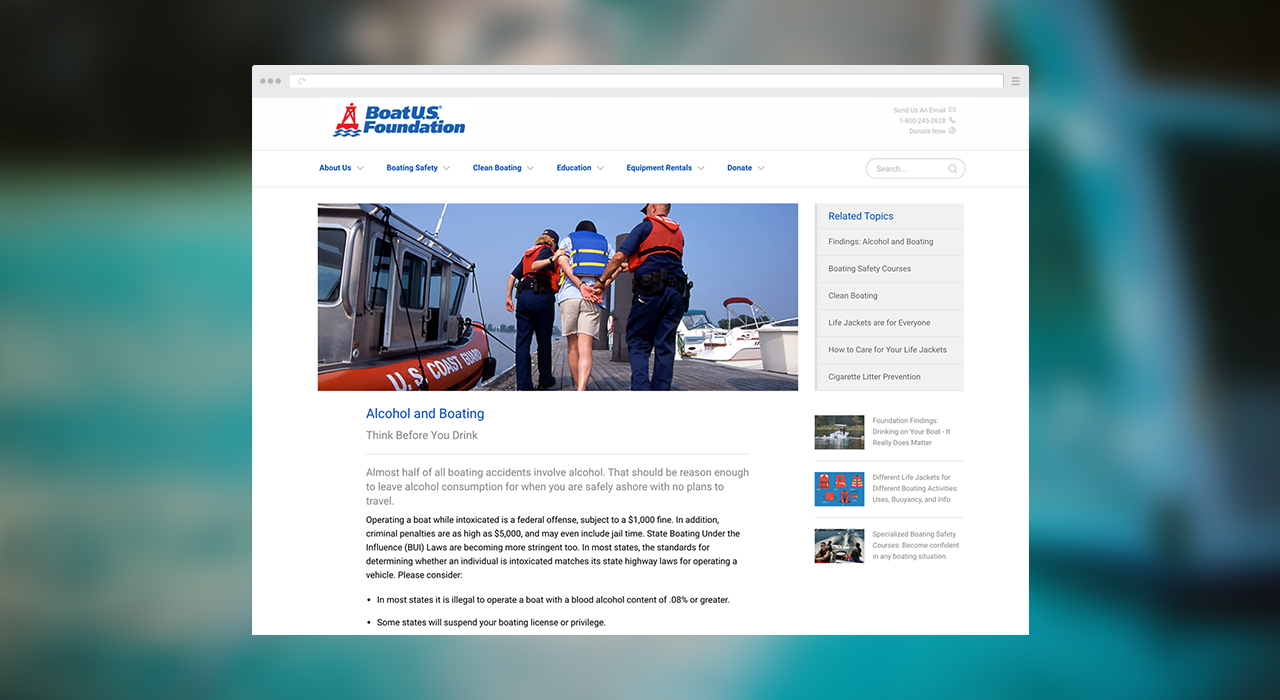 BoatU.S.
Foundation
Send Us An Email
1-800-245-2628
Donate Now
About Us
Boating Safety
Clean Boating
Education
Equipment Rentals
Donate
Search...
U.S. COAST GUARD
Related Topics
Findings: Alcohol and Boating
Boating Safety Courses
Clean Boating
Life Jackets are for Everyone
How to Care for Your Life Jackets
Cigarette Litter Prevention
Alcohol and Boating
Think Before You Drink
Almost half of all boating accidents involve alcohol. That should be reason enough
to leave alcohol consumption for when you are safely ashore with no plans to
travel.
Operating a boat while intoxicated is a federal offense, subject to a $1,000 fine. In addition,
criminal penalties are as high as $5,000, and may even include jail time. State Boating Under the
Influence (BUI) Laws are becoming more stringent too. In most states, the standards for
determining whether an individual is intoxicated matches its state highway laws for operating a
vehicle. Please consider:
• In most states it is illegal to operate a boat with a blood alcohol content of .08% or greater.
• Some states will suspend your boating license or privilege.
Foundation Findings:
Drinking on Your Boat - It
Really Does Matter
Different Life Jackets for
Different Boating Activities:
Uses, Buoyancy, and Info
Specialized Boating Safety
Courses: Become confident
in any boating situation.